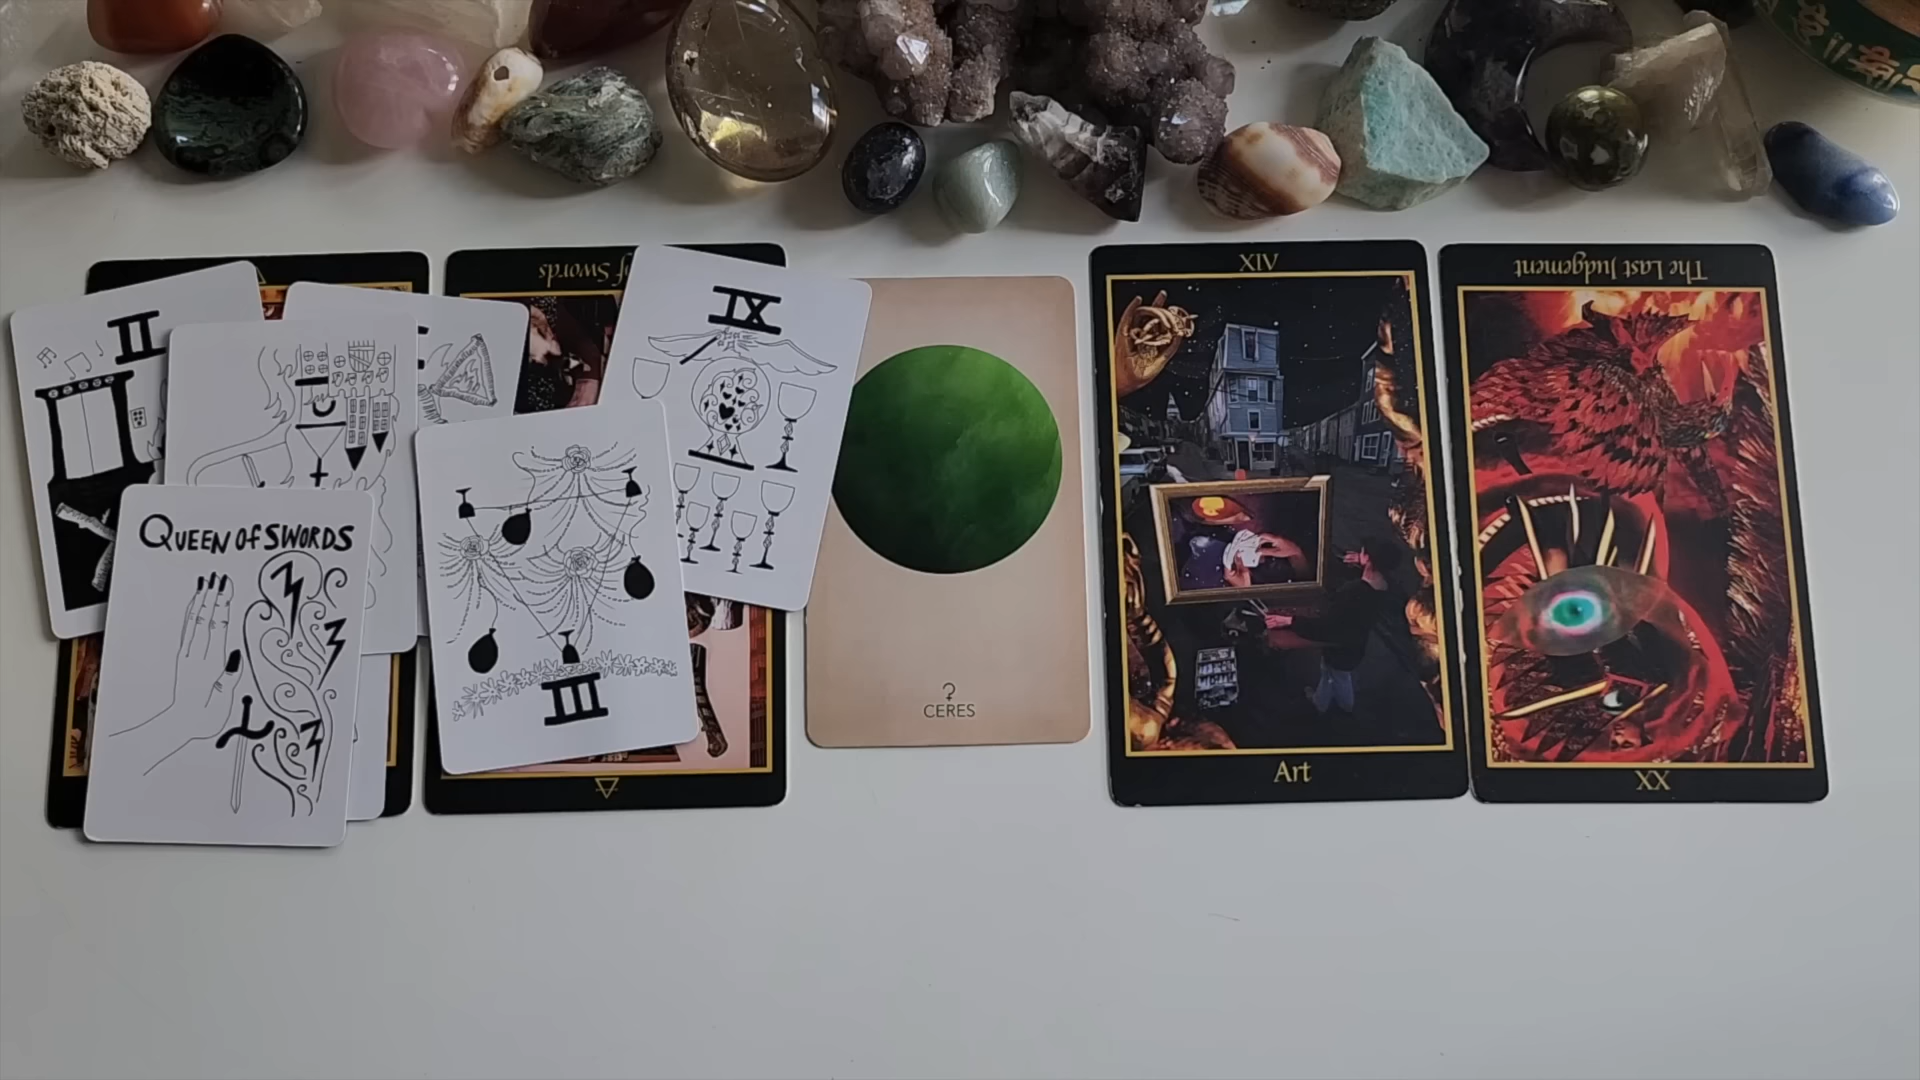 of Swords
II
IX
QUEEN OF SWORDS
III
CERES
XIV
Art
The Last Judgement
XX